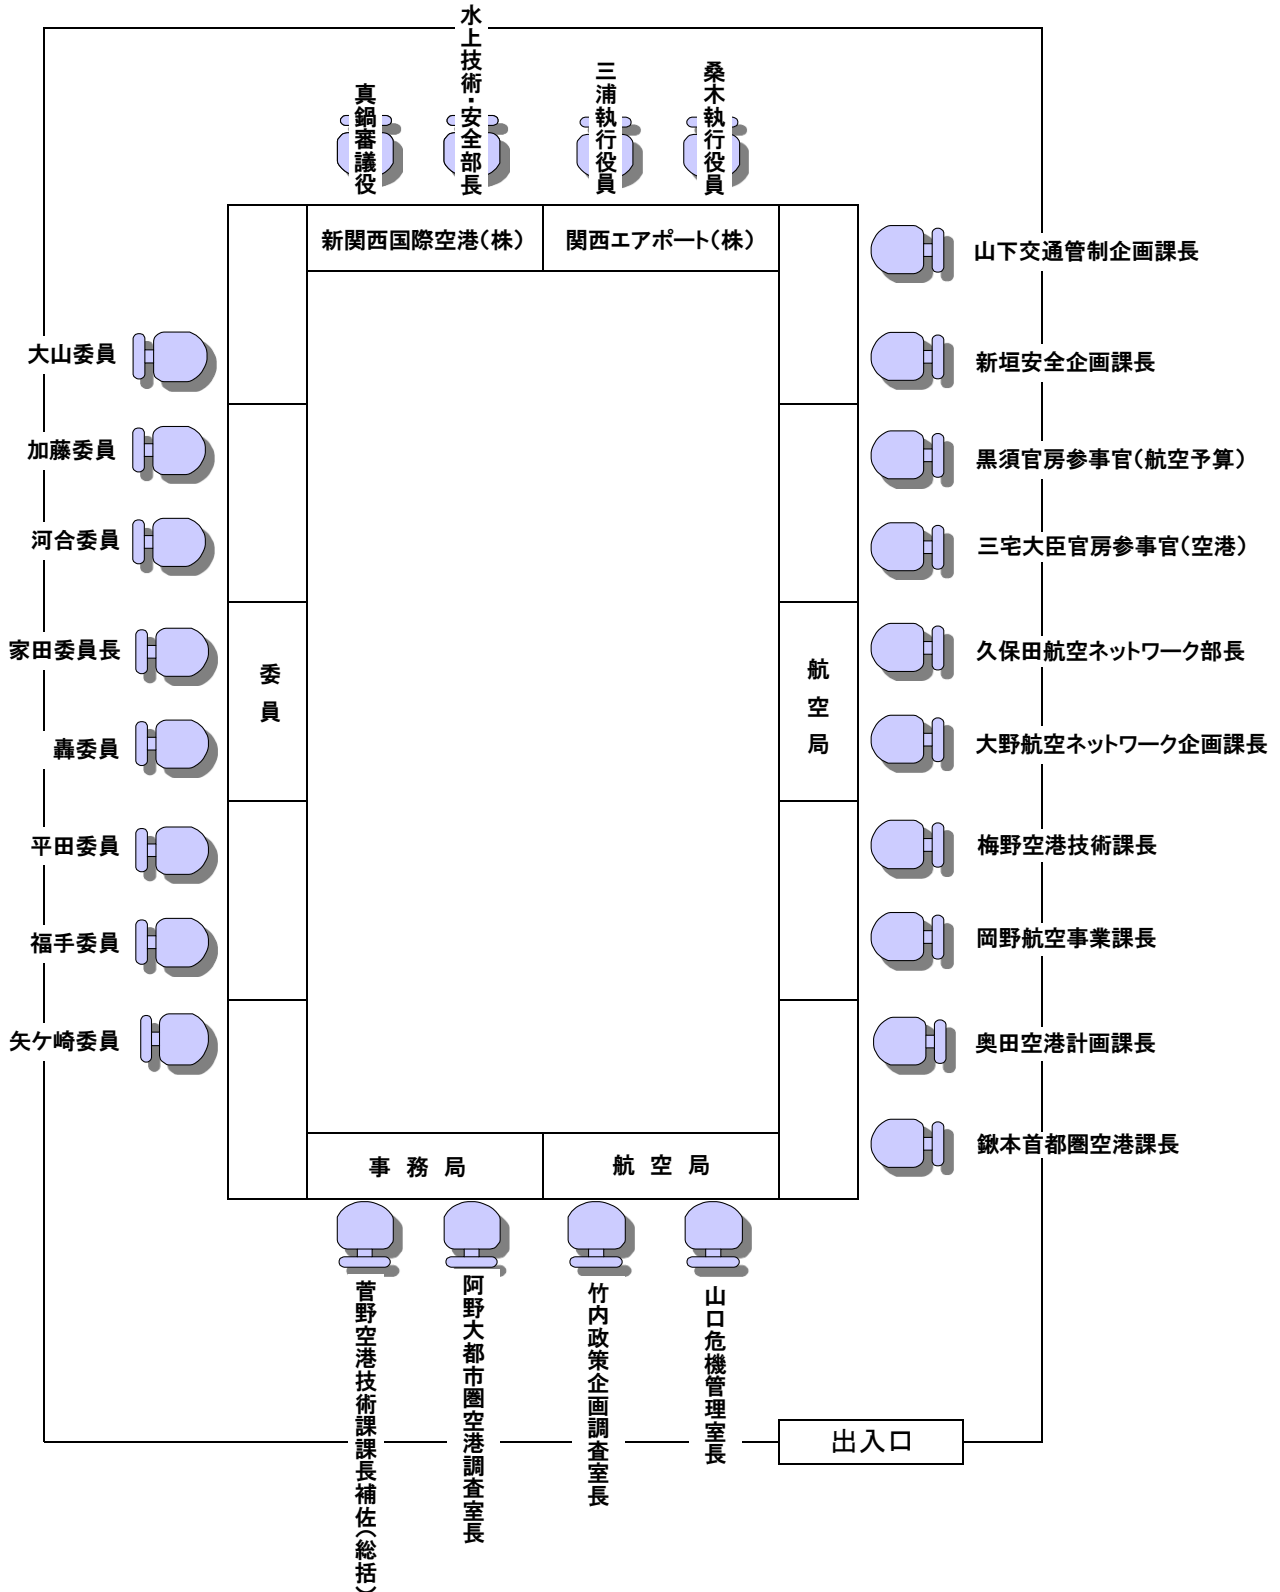 水上技術・安全部長
真鍋審議役
三浦執行役員
桑木執行役員
新関西国際空港(株)
関西エアポート(株)
山下交通管制企画課長
大山委員
新垣安全企画課長
加藤委員
黒須官房参事官(航空予算)
河合委員
三宅大臣官房参事官(空港)
家田委員長
久保田航空ネットワーク部長
委員
航空局
轟委員
大野航空ネットワーク企画課長
平田委員
梅野空港技術課長
福手委員
岡野航空事業課長
矢ケ崎委員
奥田空港計画課長
鍬本首都圏空港課長
事務局
航空局
菅野空港技術課課長補佐(総括)
阿野大都市圏空港調査室長
竹内政策企画調査室長
山口危機管理室長
出入口